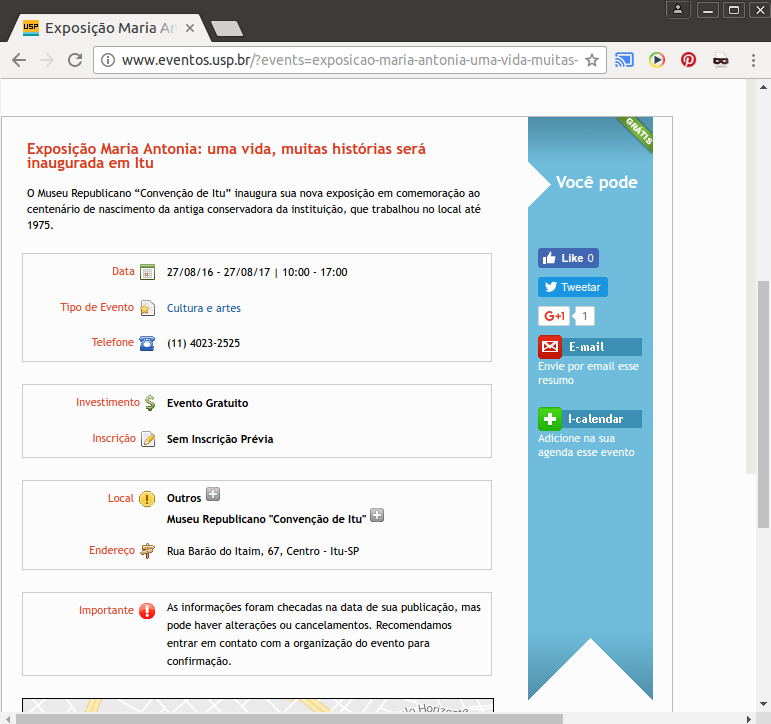 USP Exposição Maria An
www.eventos.usp.br/?events=exposicao-maria-antonia-uma-vida-muitas-
Exposição Maria Antonia: uma vida, muitas histórias será
inaugurada em Itu
O Museu Republicano “Convenção de Itu” inaugura sua nova exposição em comemoração ao
centenário de nascimento da antiga conservadora da instituição, que trabalhou no local até
1975.
Data 27/08/16 - 27/08/17 | 10:00 - 17:00
Tipo de Evento Cultura e artes
Telefone (11) 4023-2525
Investimento Evento Gratuito
Inscrição Sem Inscrição Prévia
Local Outros
Museu Republicano "Convenção de Itu"
Endereço Rua Barão do Itaim, 67, Centro - Itu-SP
Importante As informações foram checadas na data de sua publicação, mas
pode haver alterações ou cancelamentos. Recomendamos
entrar em contato com a organização do evento para
confirmação.
GRÁTIS
Você pode
Like 0
Tweetar
G+1 1
E-mail
Envie por email esse
resumo
I-calendar
Adicione na sua
agenda esse evento
Horizonte